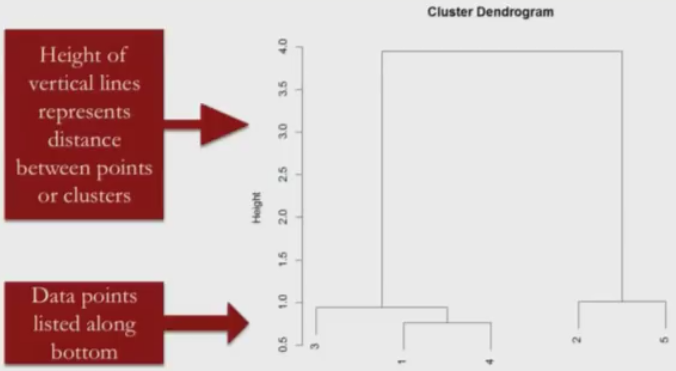 Cluster Dendrogram
Height of
vertical lines
represents
distance
between points
or clusters
Data points
listed along
bottom
Height
4.0
3.5
3.0
2.5
2.0
1.5
1.0
0.5
3
1
4
2
5